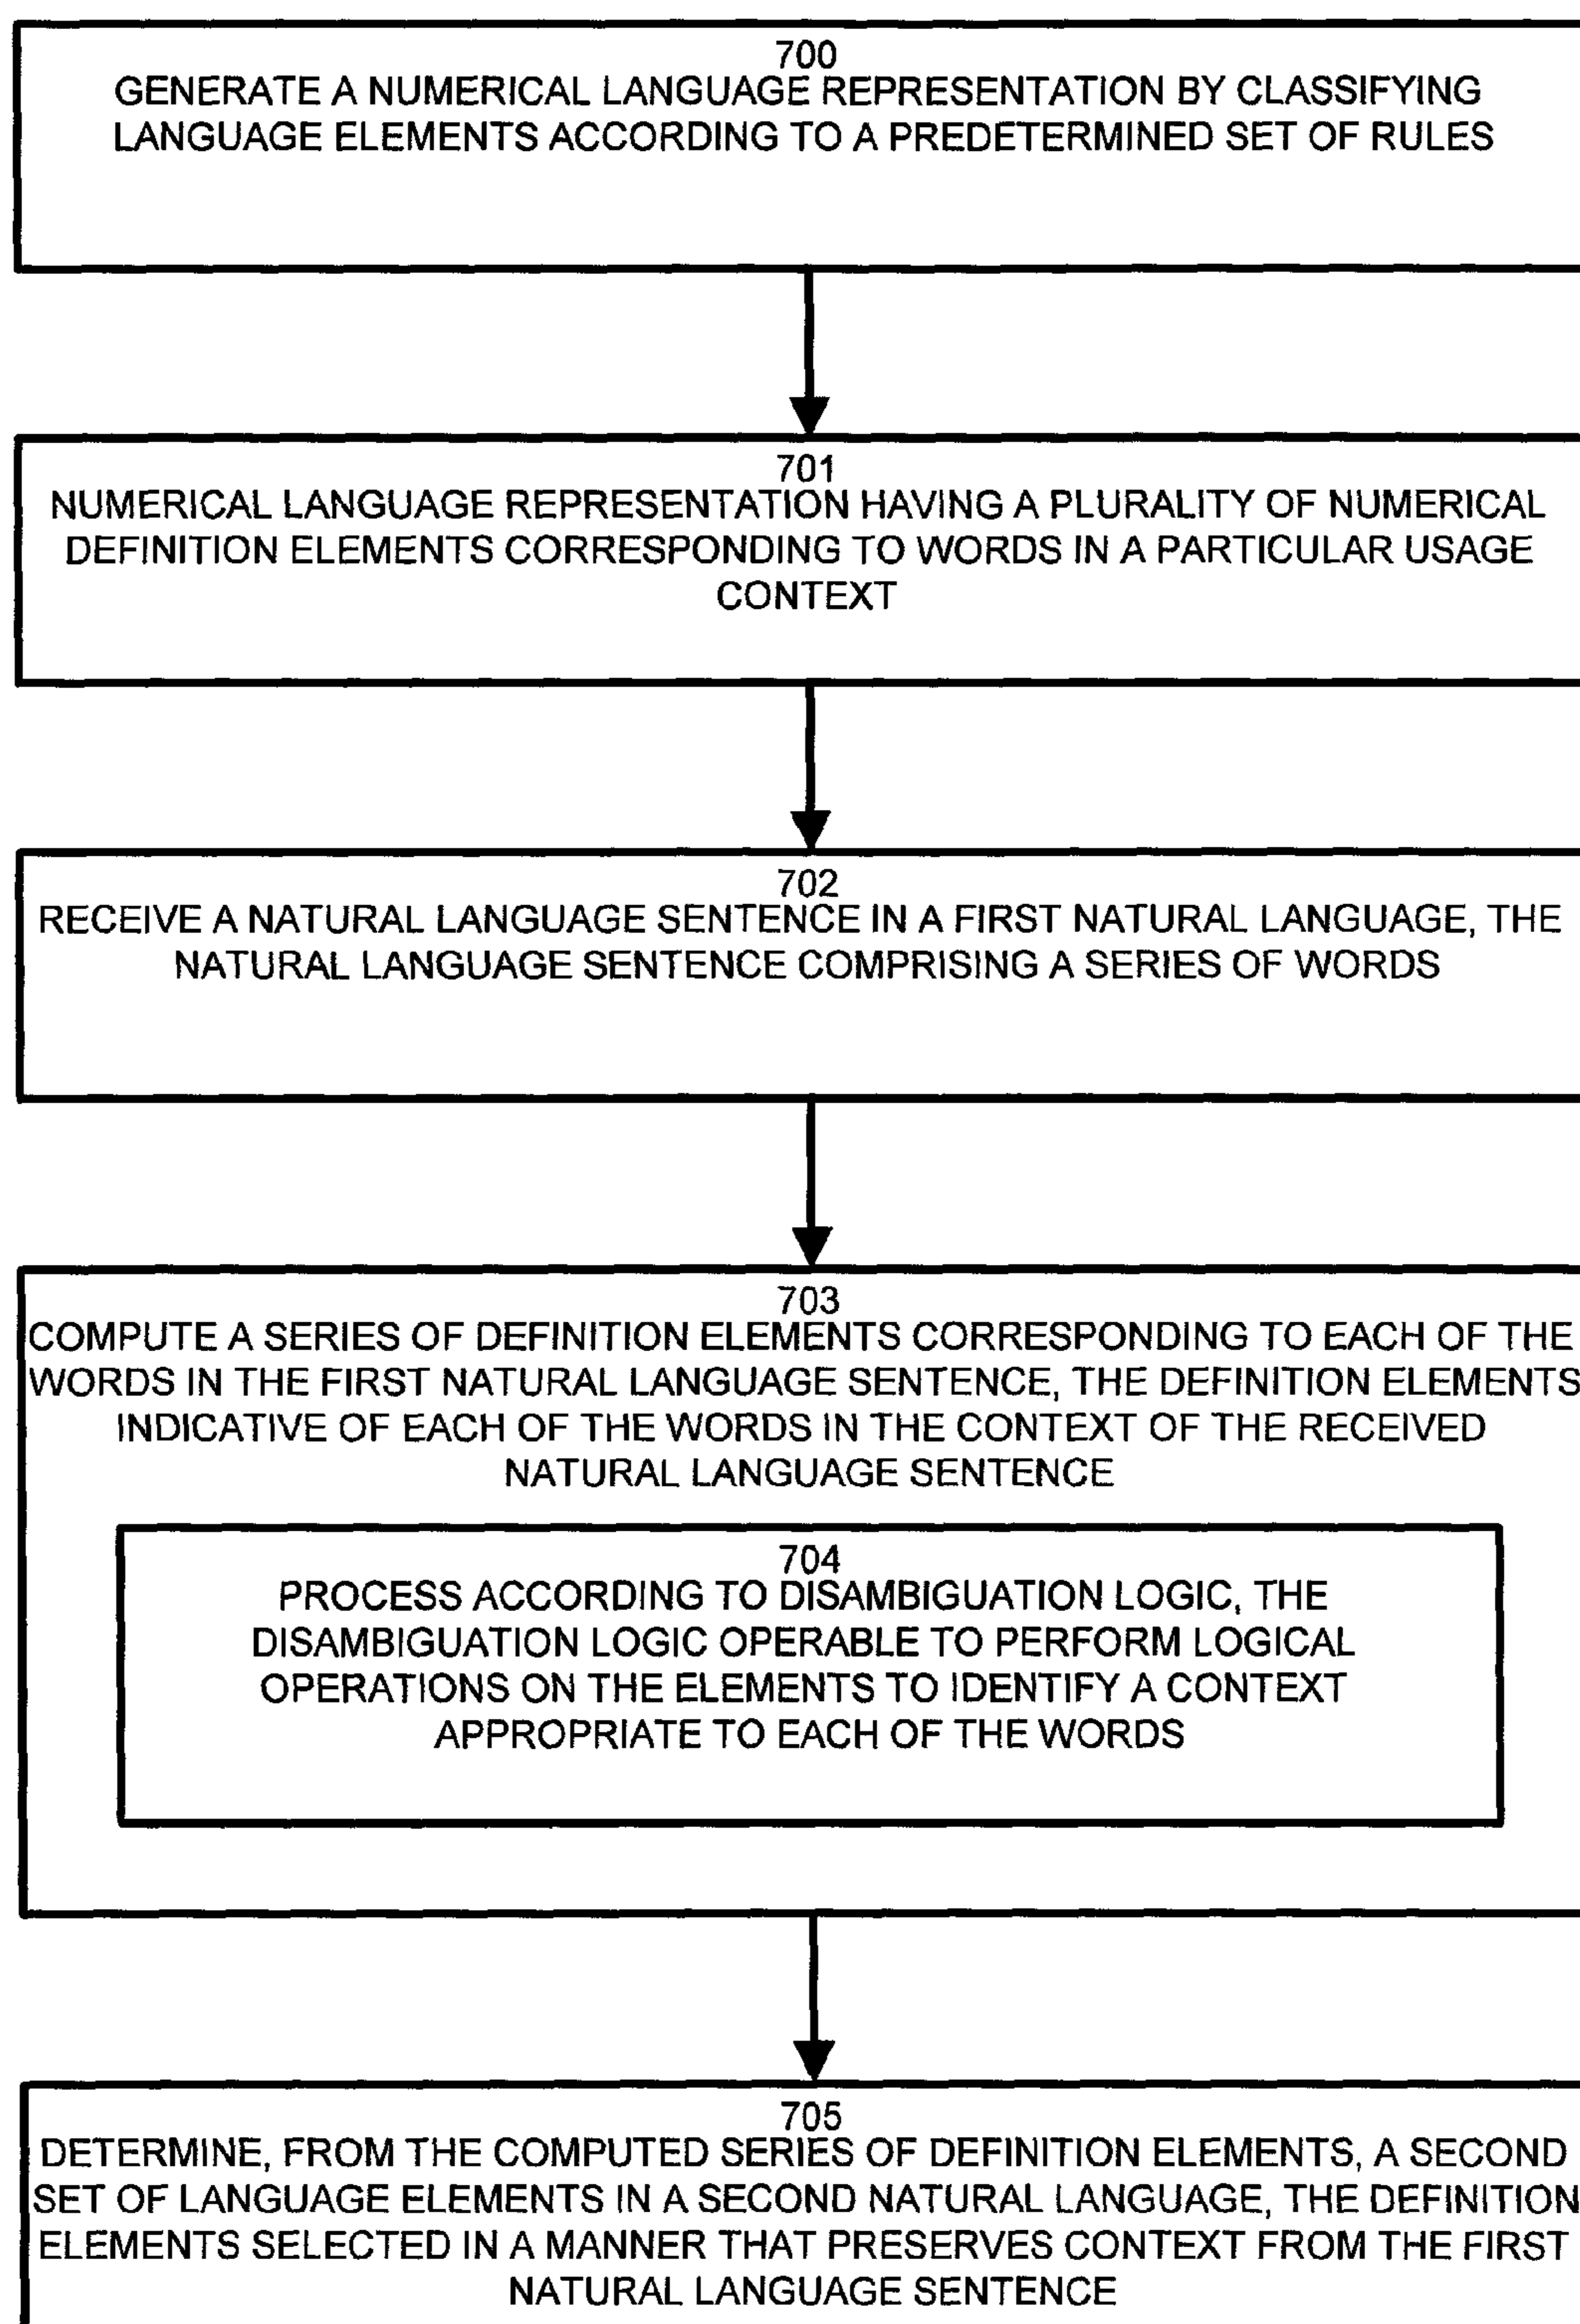 700
GENERATE A NUMERICAL LANGUAGE REPRESENTATION BY CLASSIFYING
LANGUAGE ELEMENTS ACCORDING TO A PREDETERMINED SET OF RULES
701
NUMERICAL LANGUAGE REPRESENTATION HAVING A PLURALITY OF NUMERICAL
DEFINITION ELEMENTS CORRESPONDING TO WORDS IN A PARTICULAR USAGE
CONTEXT
702
RECEIVE A NATURAL LANGUAGE SENTENCE IN A FIRST NATURAL LANGUAGE, THE
NATURAL LANGUAGE SENTENCE COMPRISING A SERIES OF WORDS
703
COMPUTE A SERIES OF DEFINITION ELEMENTS CORRESPONDING TO EACH OF THE
WORDS IN THE FIRST NATURAL LANGUAGE SENTENCE, THE DEFINITION ELEMENTS
INDICATIVE OF EACH OF THE WORDS IN THE CONTEXT OF THE RECEIVED
NATURAL LANGUAGE SENTENCE
704
PROCESS ACCORDING TO DISAMBIGUATION LOGIC, THE
DISAMBIGUATION LOGIC OPERABLE TO PERFORM LOGICAL
OPERATIONS ON THE ELEMENTS TO IDENTIFY A CONTEXT
APPROPRIATE TO EACH OF THE WORDS
705
DETERMINE, FROM THE COMPUTED SERIES OF DEFINITION ELEMENTS, A SECOND
SET OF LANGUAGE ELEMENTS IN A SECOND NATURAL LANGUAGE, THE DEFINITION
ELEMENTS SELECTED IN A MANNER THAT PRESERVES CONTEXT FROM THE FIRST
NATURAL LANGUAGE SENTENCE